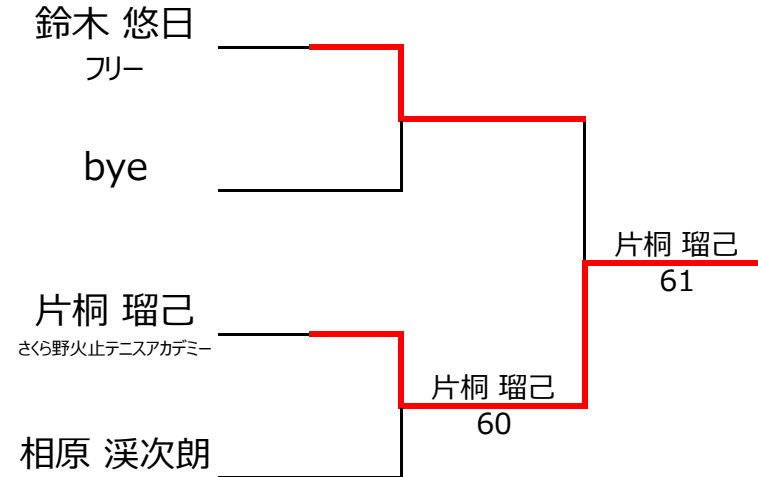 鈴木 悠日
フリー
bye
片桐 瑠己
61
片桐 瑠己
さくら野火止テニスアカデミー
片桐 瑠己
60
相原 渓次朗